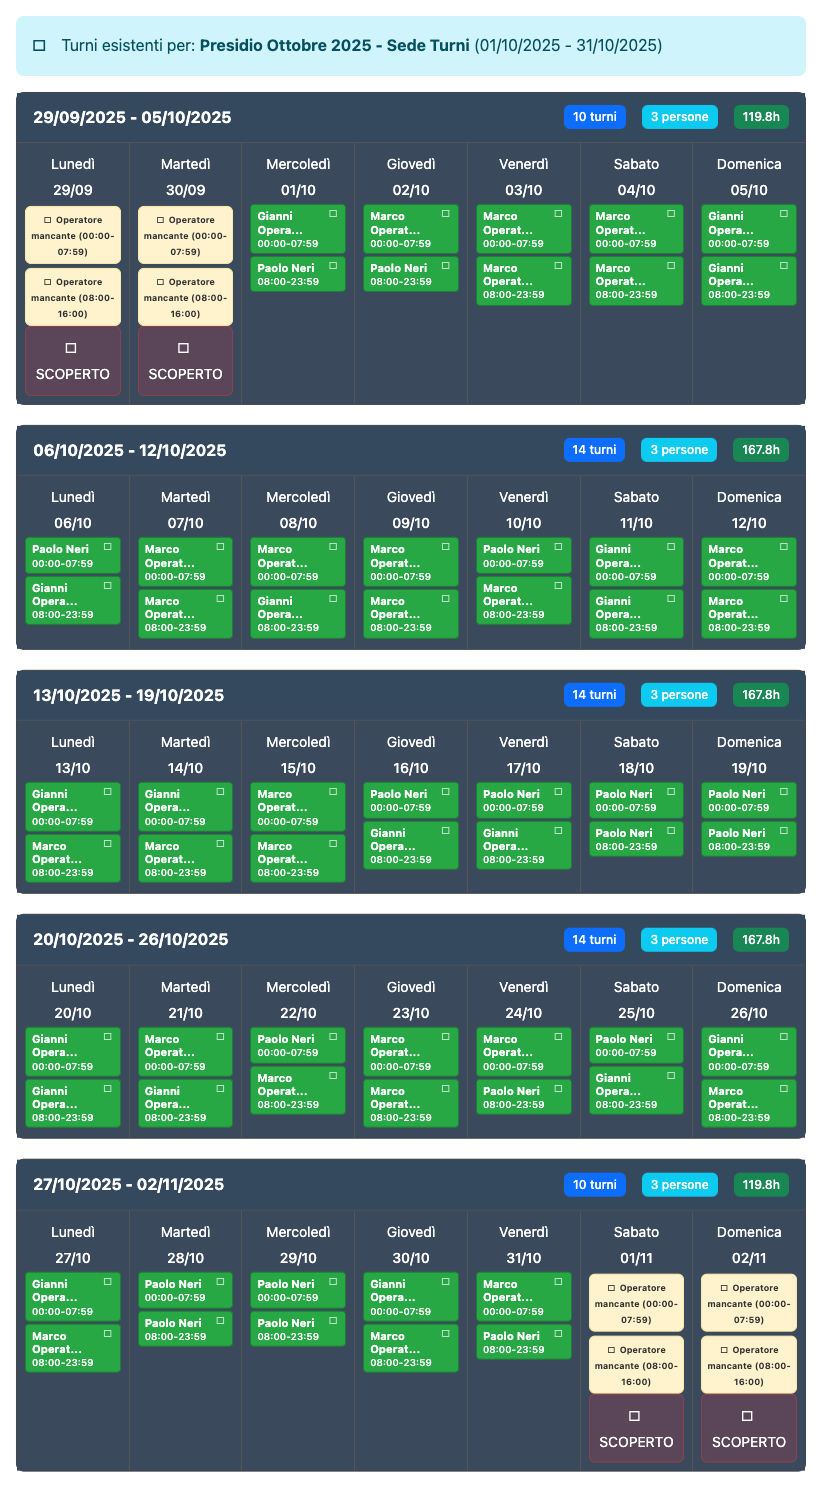 Turni esistenti per: Presidio Ottobre 2025 - Sede Turni (01/10/2025 - 31/10/2025)
29/09/2025 - 05/10/2025
10 turni
3 persone
119.8h
Lunedì
29/09
Operatore
mancante (00:00-
07:59)
Operatore
mancante (08:00-
16:00)
SCOPERTO
Martedì
30/09
Operatore
mancante (00:00-
07:59)
Operatore
mancante (08:00-
16:00)
SCOPERTO
Mercoledì
01/10
Gianni
Opera...
00:00-07:59
Paolo Neri
08:00-23:59
Giovedì
02/10
Marco
Operat...
00:00-07:59
Paolo Neri
08:00-23:59
Venerdì
03/10
Marco
Operat...
00:00-07:59
Marco
Operat...
08:00-23:59
Sabato
04/10
Marco
Operat...
00:00-07:59
Marco
Operat...
08:00-23:59
Domenica
05/10
Gianni
Opera...
00:00-07:59
Gianni
Opera...
08:00-23:59
06/10/2025 - 12/10/2025
14 turni
3 persone
167.8h
Lunedì
06/10
Paolo Neri
00:00-07:59
Gianni
Opera...
08:00-23:59
Martedì
07/10
Marco
Operat...
00:00-07:59
Marco
Operat...
08:00-23:59
Mercoledì
08/10
Marco
Operat...
00:00-07:59
Gianni
Opera...
08:00-23:59
Giovedì
09/10
Marco
Operat...
00:00-07:59
Marco
Operat...
08:00-23:59
Venerdì
10/10
Paolo Neri
00:00-07:59
Marco
Operat...
08:00-23:59
Sabato
11/10
Gianni
Opera...
00:00-07:59
Gianni
Opera...
08:00-23:59
Domenica
12/10
Marco
Operat...
00:00-07:59
Marco
Operat...
08:00-23:59
13/10/2025 - 19/10/2025
14 turni
3 persone
167.8h
Lunedì
13/10
Gianni
Opera...
00:00-07:59
Marco
Operat...
08:00-23:59
Martedì
14/10
Gianni
Opera...
00:00-07:59
Marco
Operat...
08:00-23:59
Mercoledì
15/10
Marco
Operat...
00:00-07:59
Marco
Operat...
08:00-23:59
Giovedì
16/10
Paolo Neri
00:00-07:59
Gianni
Opera...
08:00-23:59
Venerdì
17/10
Paolo Neri
00:00-07:59
Gianni
Opera...
08:00-23:59
Sabato
18/10
Paolo Neri
00:00-07:59
Paolo Neri
08:00-23:59
Domenica
19/10
Paolo Neri
00:00-07:59
Paolo Neri
08:00-23:59
20/10/2025 - 26/10/2025
14 turni
3 persone
167.8h
Lunedì
20/10
Gianni
Opera...
00:00-07:59
Gianni
Opera...
08:00-23:59
Martedì
21/10
Marco
Operat...
00:00-07:59
Gianni
Opera...
08:00-23:59
Mercoledì
22/10
Paolo Neri
00:00-07:59
Marco
Operat...
08:00-23:59
Giovedì
23/10
Marco
Operat...
00:00-07:59
Marco
Operat...
08:00-23:59
Venerdì
24/10
Marco
Operat...
00:00-07:59
Paolo Neri
08:00-23:59
Sabato
25/10
Paolo Neri
00:00-07:59
Gianni
Opera...
08:00-23:59
Domenica
26/10
Gianni
Opera...
00:00-07:59
Marco
Operat...
08:00-23:59
27/10/2025 - 02/11/2025
10 turni
3 persone
119.8h
Lunedì
27/10
Gianni
Opera...
00:00-07:59
Marco
Operat...
08:00-23:59
Martedì
28/10
Paolo Neri
00:00-07:59
Paolo Neri
08:00-23:59
Mercoledì
29/10
Paolo Neri
00:00-07:59
Paolo Neri
08:00-23:59
Giovedì
30/10
Gianni
Opera...
00:00-07:59
Marco
Operat...
08:00-23:59
Venerdì
31/10
Marco
Operat...
00:00-07:59
Paolo Neri
08:00-23:59
Sabato
01/11
Operatore
mancante (00:00-
07:59)
Operatore
mancante (08:00-
16:00)
SCOPERTO
Domenica
02/11
Operatore
mancante (00:00-
07:59)
Operatore
mancante (08:00-
16:00)
SCOPERTO